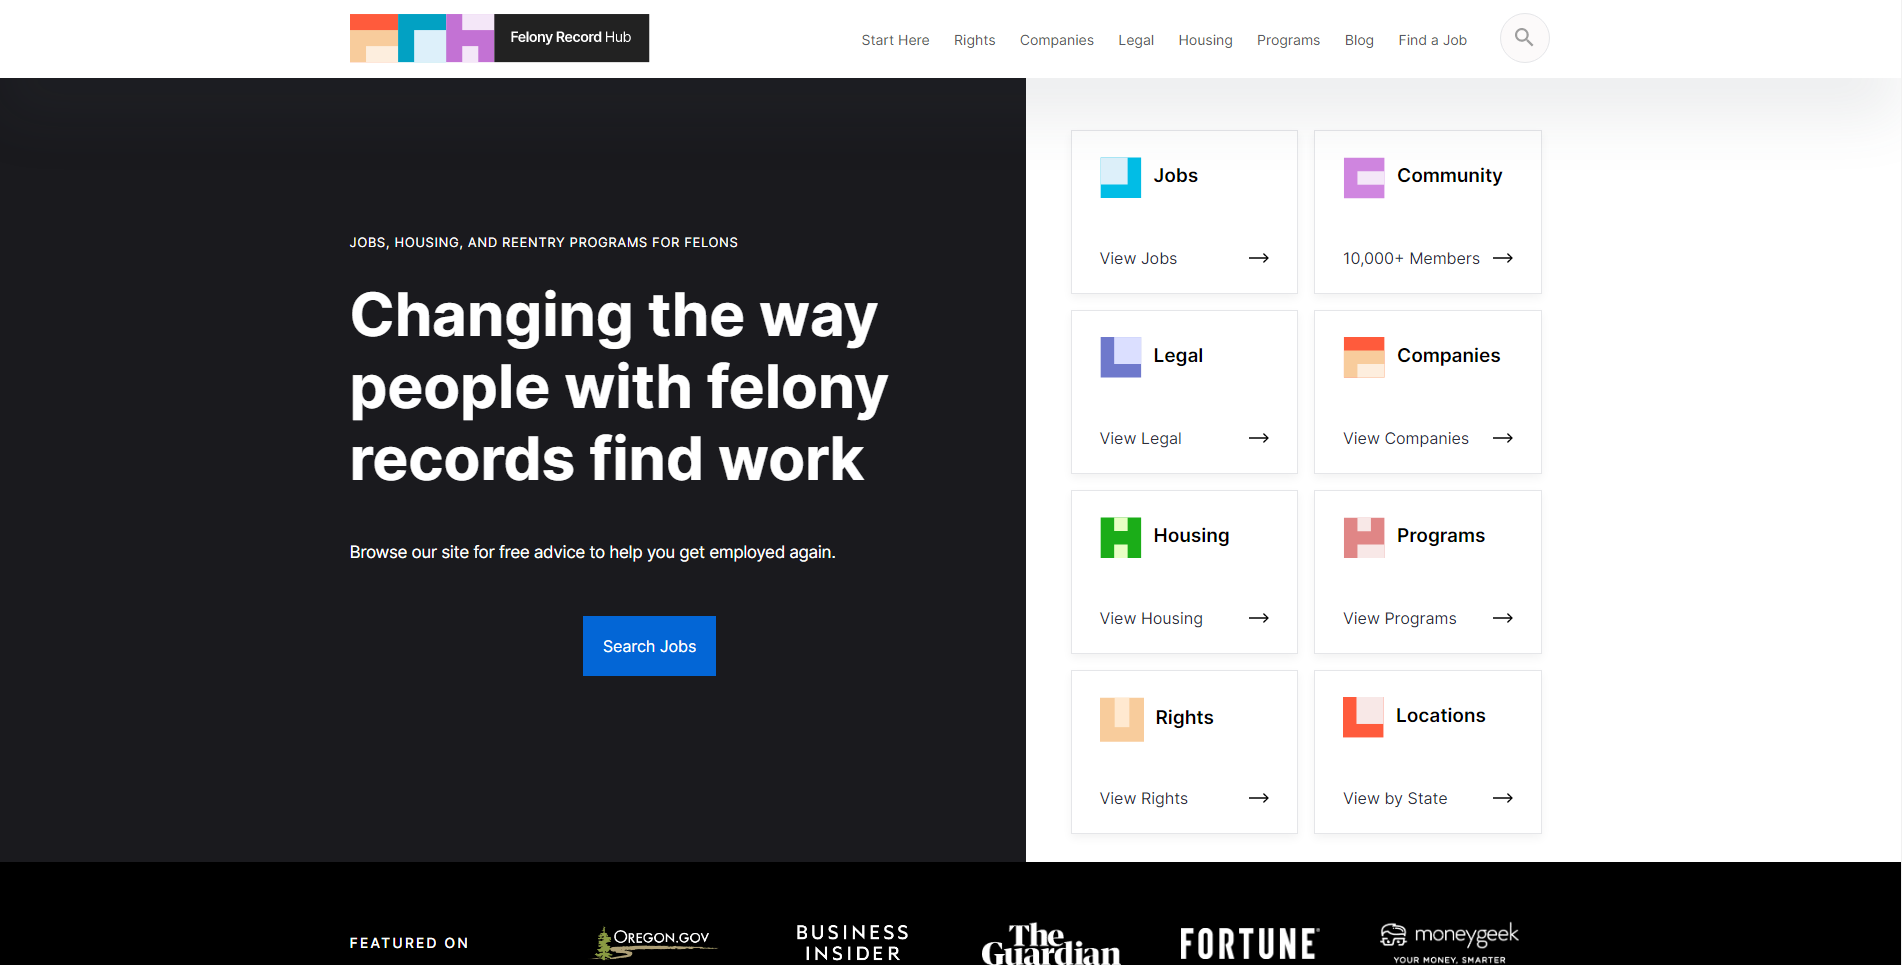 Felony Record Hub
Start Here
Rights
Companies
Legal
Housing
Programs
Blog
Find a Job
JOBS, HOUSING, AND REENTRY PROGRAMS FOR FELONS
Changing the way
people with felony
records find work
Browse our site for free advice to help you get employed again.
Search Jobs
Jobs
View Jobs
Community
10,000+ Members
Legal
View Legal
Companies
View Companies
Housing
View Housing
Programs
View Programs
Rights
View Rights
Locations
View by State
FEATURED ON
OREGON.GOV
BUSINESS
INSIDER
The
Guardian
FORTUNE
moneygeek
YOUR MONEY, SMARTER